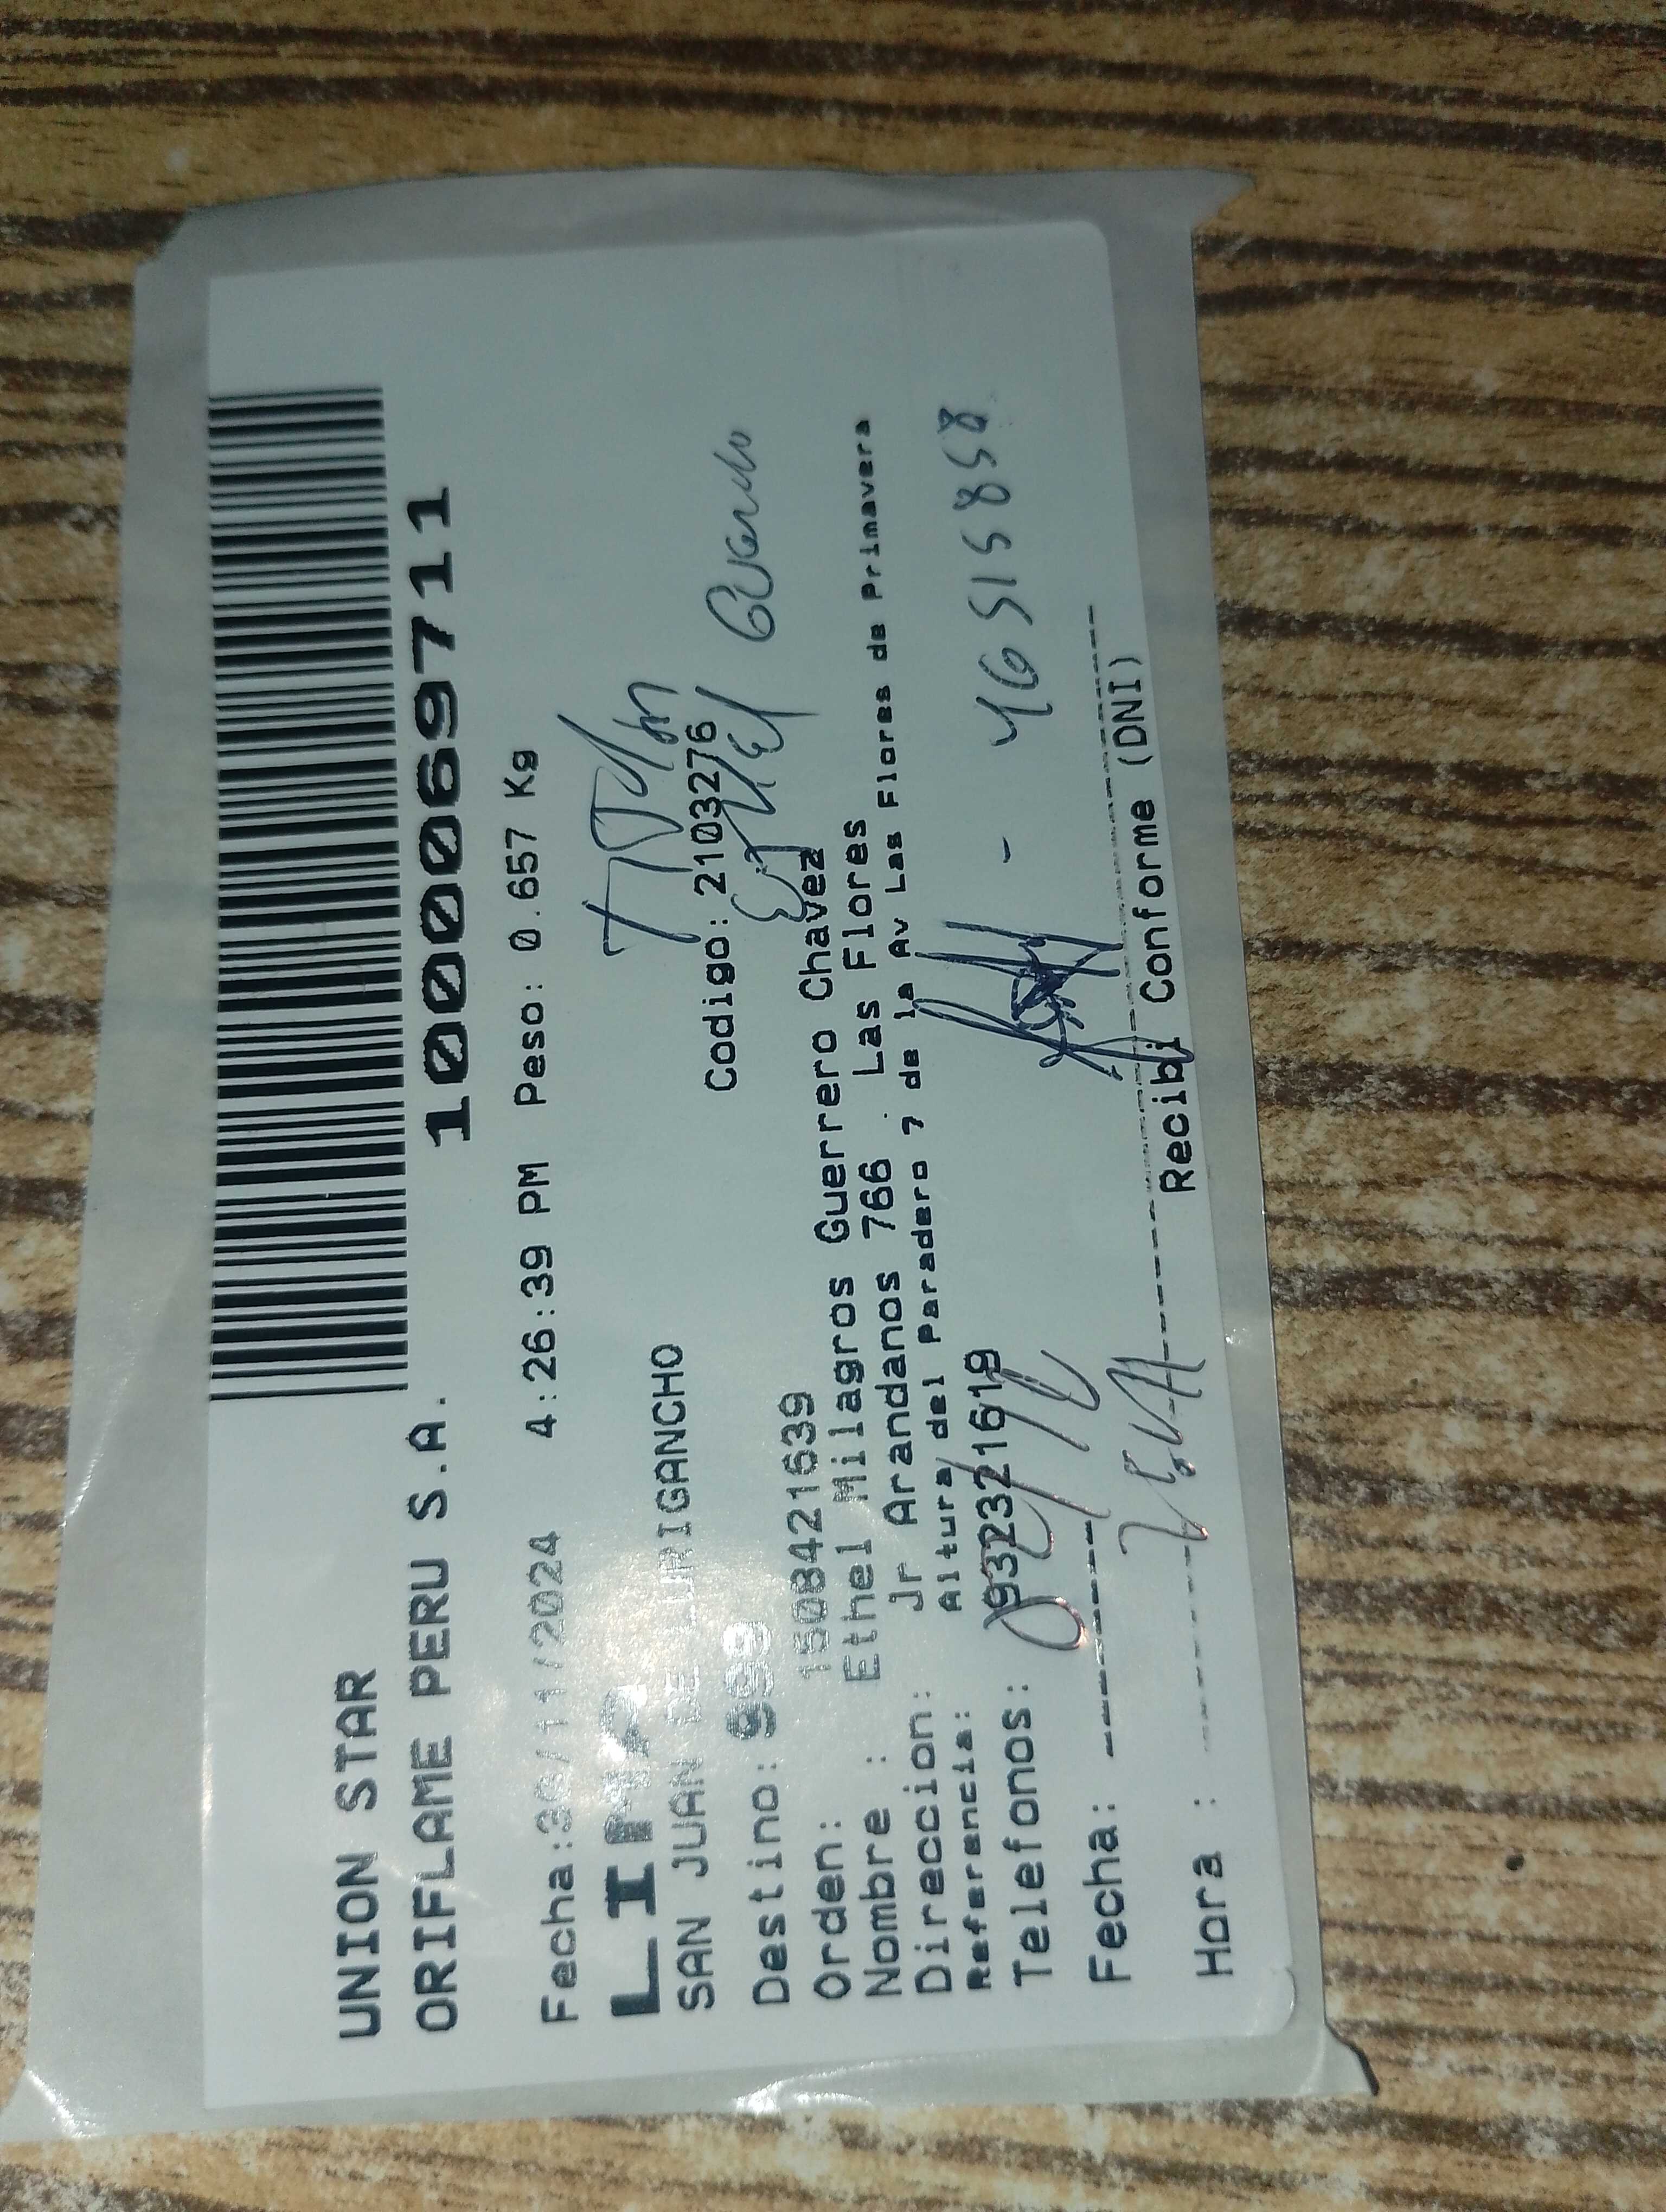 UNION STAR
ORIFLAME PERU S.A.
1000069711
Fecha:30/11/2024 4:26:39 PM Peso: 0.657 Kg
LIMA
SAN JUAN DE LURIGANCHO
Destino: 999
Codigo: 2103276
Orden: 1508421639
Nombre : Ethel Milagros Guerrero Chavez
Direccion: Jr Arandanos 766 . Las Flores
Referencia: Altura del Paradero 7 de la Av Las Flores de Primavera
Telefonos: 0932321619
46515858
Fecha:
Hora :
Recibi Conforme (DNI)